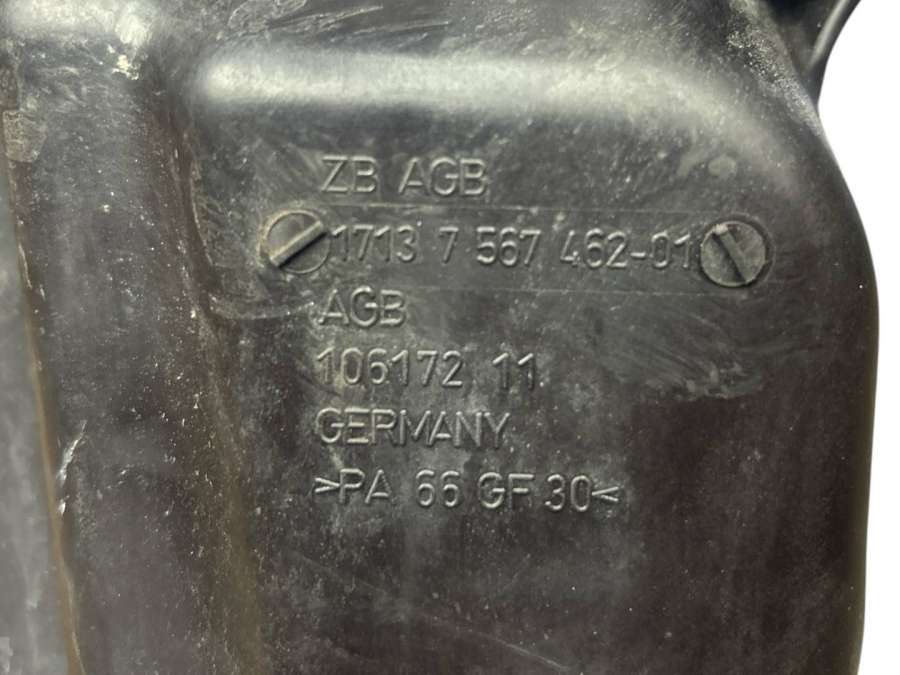 ZB AGB
1713 7 567 462-01
AGB
106172 11
GERMANY
>PA 66 GF 30<